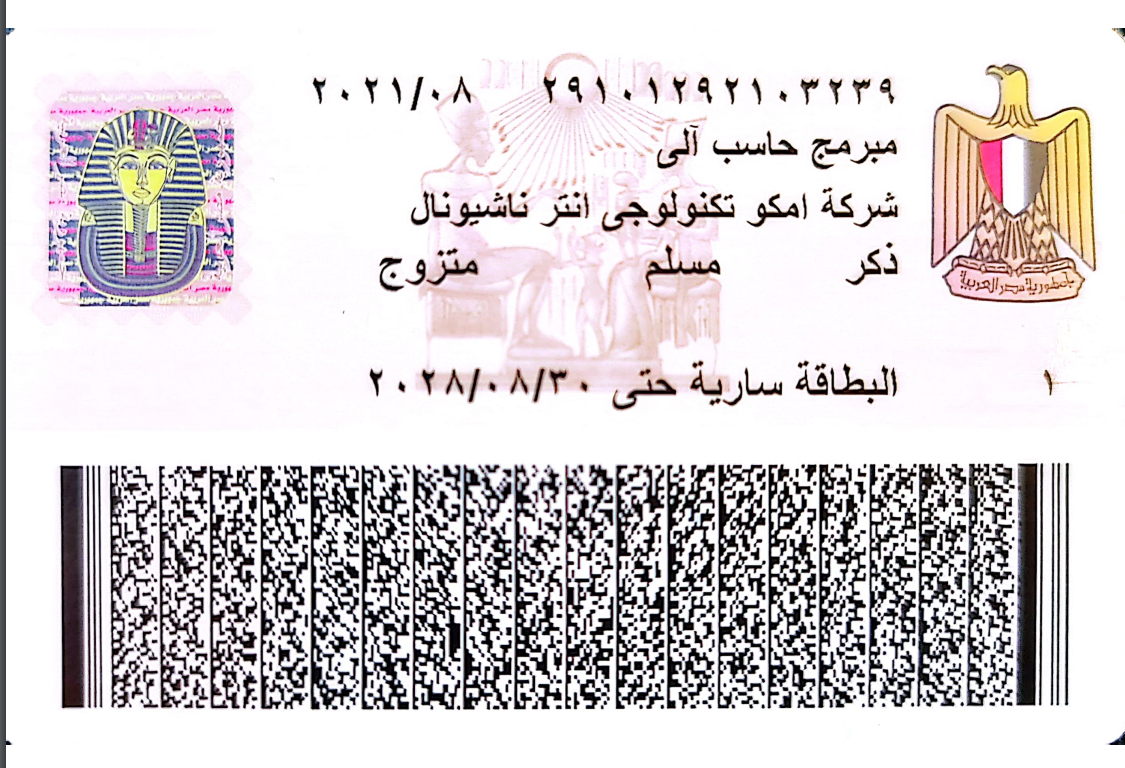 ٢٩١٠١٢٩٢١٠٣٢٣٩ ٢٠٢١/٠٨
مبرمج حاسب آلى
شركة امكو تكنولوجى انتر ناشيونال
ذكر مسلم متزوج
البطاقة سارية حتى ٢٠٢٨/٠٨/٣٠
١
جمهورية مصر العربية